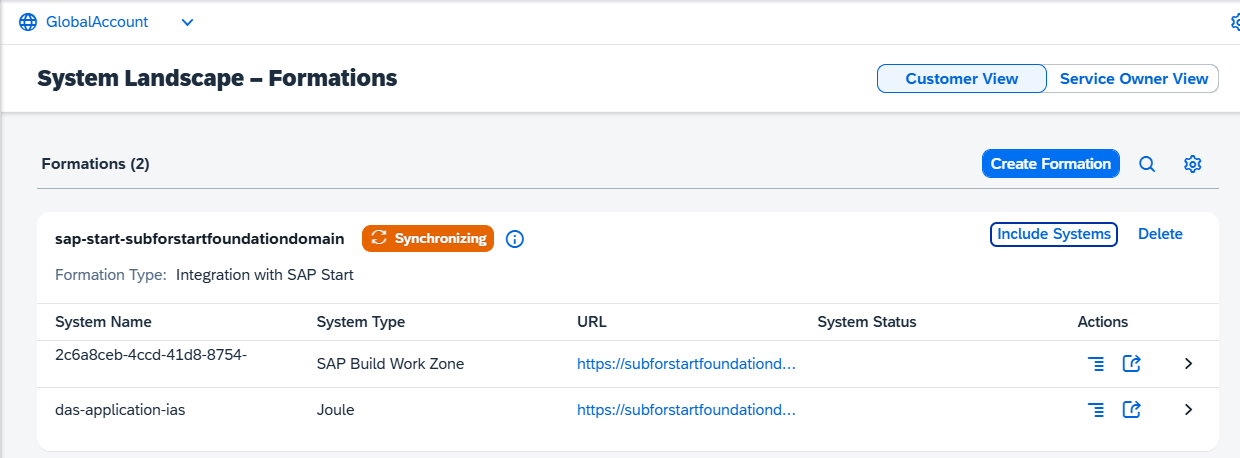 GlobalAccount
System Landscape – Formations
Customer View Service Owner View
Formations (2)
Create Formation
sap-start-subforstartfoundationdomain Synchronizing Include Systems Delete
Formation Type: Integration with SAP Start
System Name System Type URL System Status Actions
2c6a8ceb-4ccd-41d8-8754-
SAP Build Work Zone https://subforstartfoundationd...
das-application-ias Joule https://subforstartfoundationd...